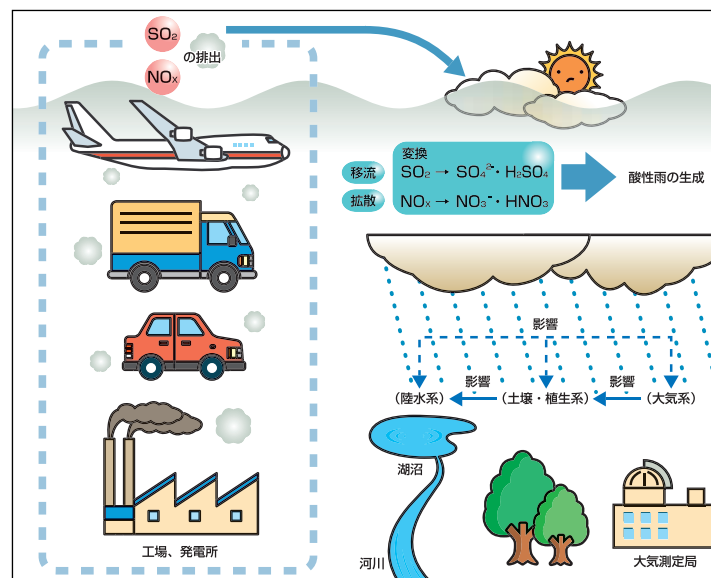 SO₂
の排出
NOx
変換
移流
SO₂ → SO₄²⁻・H₂SO₄
拡散
NOx → NO₃⁻・HNO₃
酸性雨の生成
影響
影響
影響
（陸水系）
（土壌・植生系）
（大気系）
湖沼
河川
大気測定局
工場、発電所